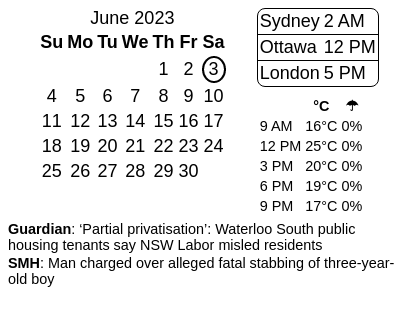 June 2023
Su Mo Tu We Th Fr Sa
1 2 3
4 5 6 7 8 9 10
11 12 13 14 15 16 17
18 19 20 21 22 23 24
25 26 27 28 29 30
Sydney 2 AM
Ottawa 12 PM
London 5 PM
°C ☂
9 AM 16°C 0%
12 PM 25°C 0%
3 PM 20°C 0%
6 PM 19°C 0%
9 PM 17°C 0%
Guardian: ‘Partial privatisation’: Waterloo South public
housing tenants say NSW Labor misled residents
SMH: Man charged over alleged fatal stabbing of three-year-
old boy